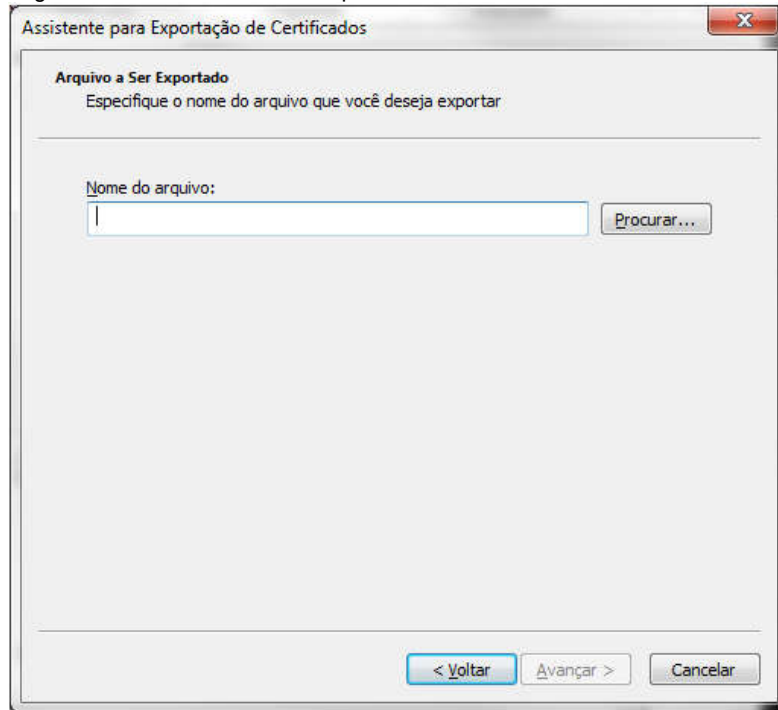 Assistente para Exportação de Certificados
Arquivo a Ser Exportado
Especifique o nome do arquivo que você deseja exportar
Nome do arquivo:
Procurar...
< Voltar
Avançar >
Cancelar